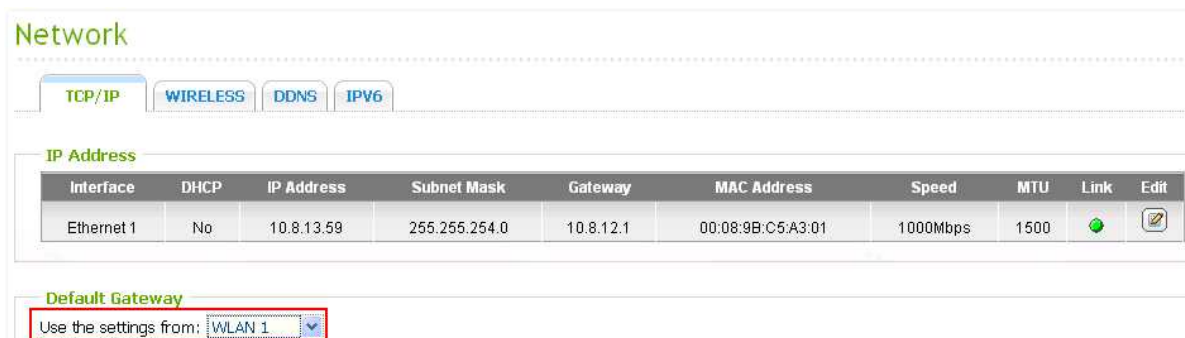 Network
TCP/IP WIRELESS DDNS IPV6
IP Address
Interface DHCP IP Address Subnet Mask Gateway MAC Address Speed MTU Link Edit
Ethernet 1 No 10.8.13.59 255.255.254.0 10.8.12.1 00:08:9B:C5:A3:01 1000Mbps 1500
Default Gateway
Use the settings from: WLAN 1